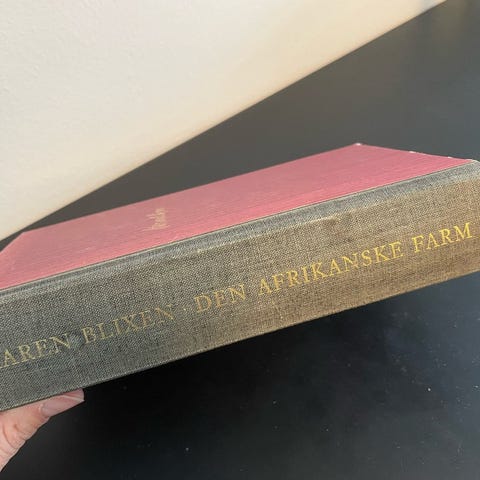 AREN BLIXEN · DEN AFRIKANSKE FARM